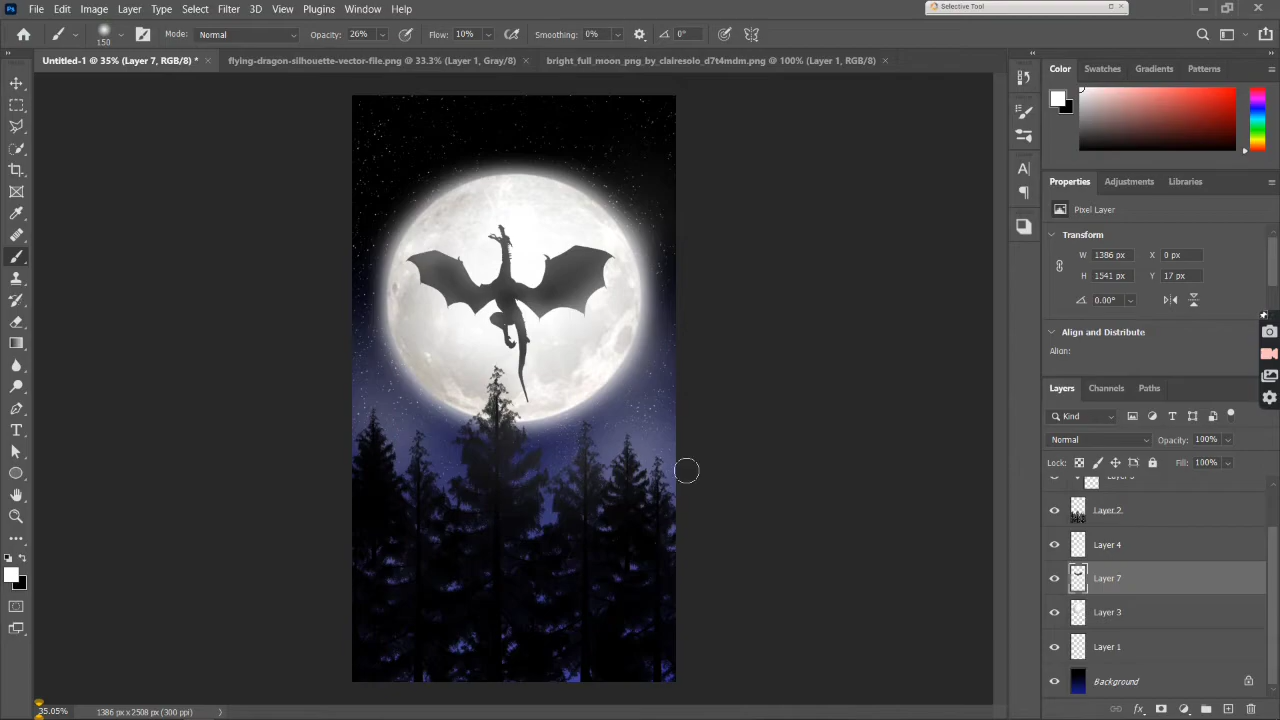 Ps File Edit Image Layer Type Select Filter 3D View Plugins Window Help
Selective Tool
150 Mode: Normal Opacity: 26% Flow: 10% Smoothing: 0% 0°
Untitled-1 @ 35% (Layer 7, RGB/8) * flying-dragon-silhouette-vector-file.png @ 33.3% (Layer 1, Gray/8) bright_full_moon_png_by_clairesolo_d7t4mdm.png @ 100% (Layer 1, RGB/8)
Color Swatches Gradients Patterns
Properties Adjustments Libraries
Pixel Layer
Transform
W 1386 px X 0 px
H 1541 px Y 17 px
0.00°
Align and Distribute
Align:
Layers Channels Paths
Kind
Normal Opacity: 100%
Lock: Fill: 100%
Layer 2
Layer 4
Layer 7
Layer 3
Layer 1
Background
35.05% 1386 px x 2508 px (300 ppi)